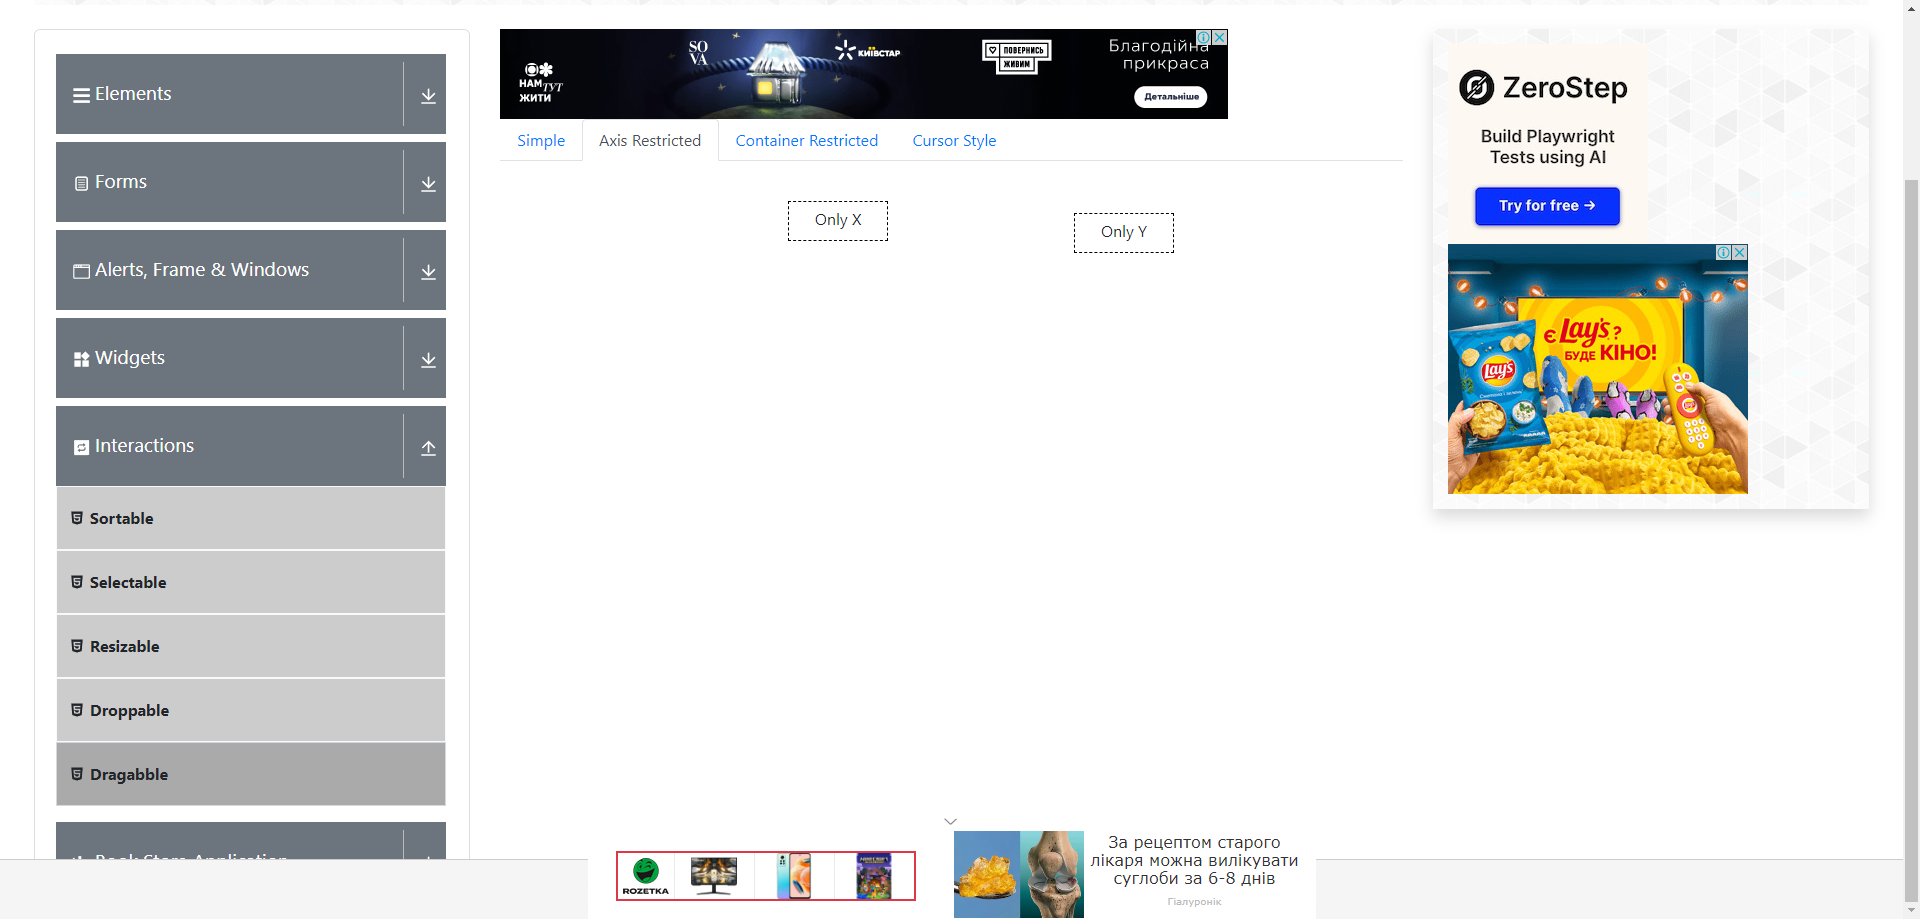 Elements
Forms
Alerts, Frame & Windows
Widgets
Interactions
Sortable
Selectable
Resizable
Droppable
Dragabble
Book Store Application
НАМ ТУТ
ЖИТИ
SO
VA
КИЇВСТАР
ПОВЕРНИСЬ
ЖИВИМ
Благодійна
прикраса
Детальніше
Simple
Axis Restricted
Container Restricted
Cursor Style
Only X
Only Y
ZeroStep
Build Playwright
Tests using AI
Try for free →
Є Lay's?
БУДЕ КІНО!
Lay's
ROZETKA
За рецептом старого
лікаря можна вилікувати
суглоби за 6-8 днів
Гіалуронік